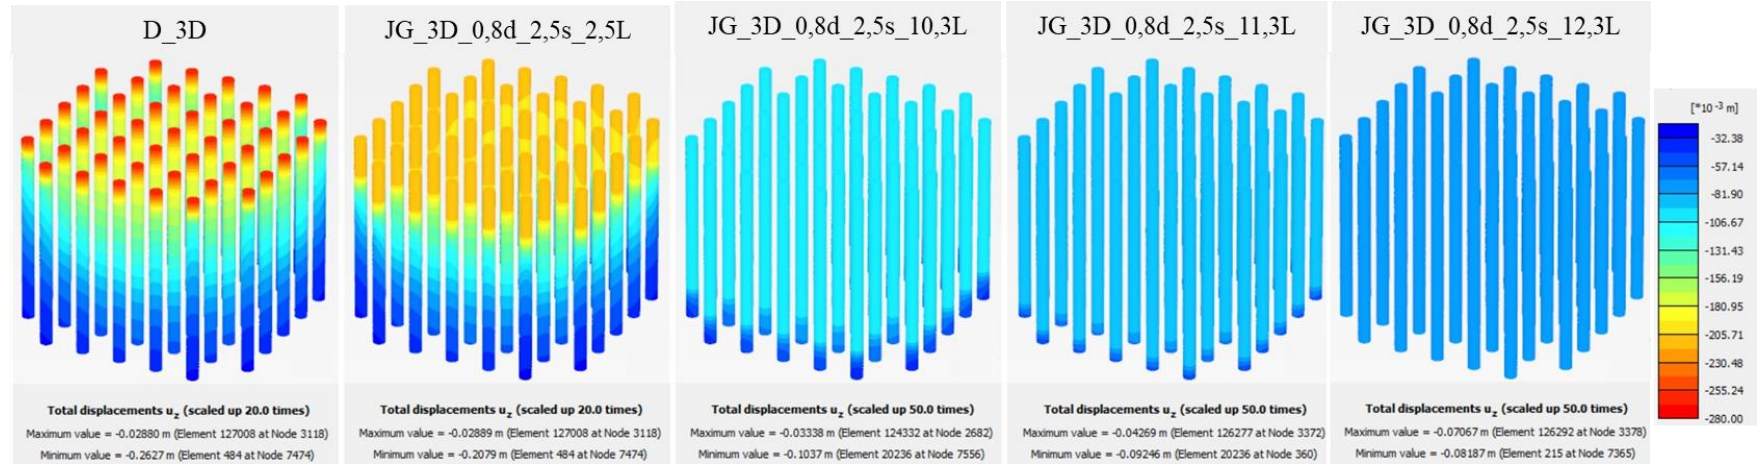 D_3D
Total displacements uz (scaled up 20.0 times)
Maximum value = -0.02880 m (Element 127008 at Node 3118)
Minimum value = -0.2627 m (Element 484 at Node 7474)
JG_3D_0,8d_2,5s_2,5L
Total displacements uz (scaled up 20.0 times)
Maximum value = -0.02889 m (Element 127008 at Node 3118)
Minimum value = -0.2079 m (Element 484 at Node 7474)
JG_3D_0,8d_2,5s_10,3L
Total displacements uz (scaled up 50.0 times)
Maximum value = -0.03338 m (Element 124332 at Node 2682)
Minimum value = -0.1037 m (Element 20236 at Node 7556)
JG_3D_0,8d_2,5s_11,3L
Total displacements uz (scaled up 50.0 times)
Maximum value = -0.04269 m (Element 126277 at Node 3372)
Minimum value = -0.09246 m (Element 20236 at Node 360)
JG_3D_0,8d_2,5s_12,3L
Total displacements uz (scaled up 50.0 times)
Maximum value = -0.07067 m (Element 126292 at Node 3378)
Minimum value = -0.08187 m (Element 215 at Node 7365)
[*10⁻³ m]
-32.38
-57.14
-81.90
-106.67
-131.43
-156.19
-180.95
-205.71
-230.48
-255.24
-280.00